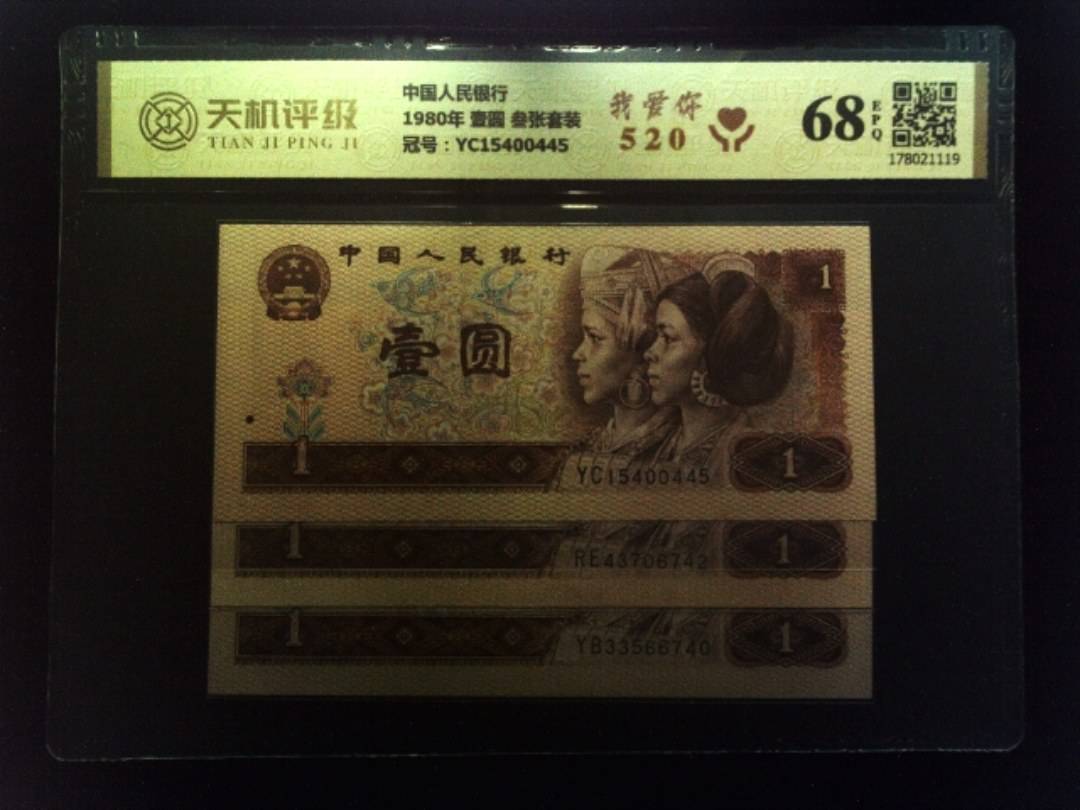 天机评级
TIAN JI PING JI
中国人民银行
1980年 壹圆 叁张套装
冠号：YC15400445
我爱你
520
68
EPQ
178021119
中国人民银行
1
壹圆
1
YC15400445
1
1
RE43706742
1
1
YB33566740
1